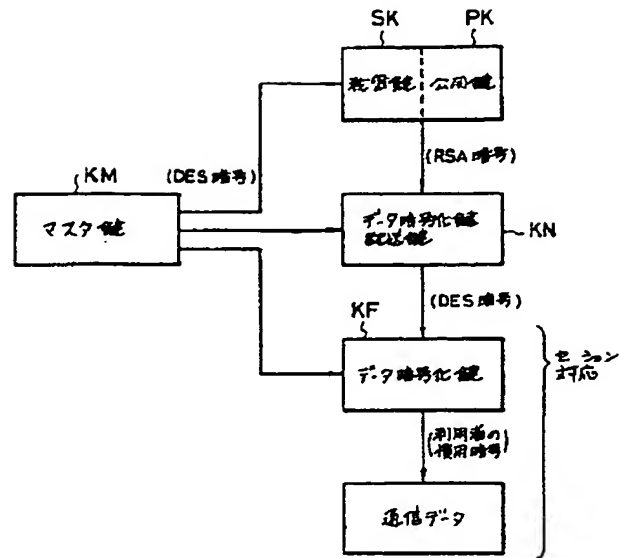 SK
PK
秘密鍵
公開鍵
(DES暗号)
(RSA暗号)
KM
マスタ鍵
データ暗号化鍵
配送鍵
KN
(DES暗号)
KF
データ暗号化鍵
セション
対応
(利用者の
慣用暗号)
通信データ